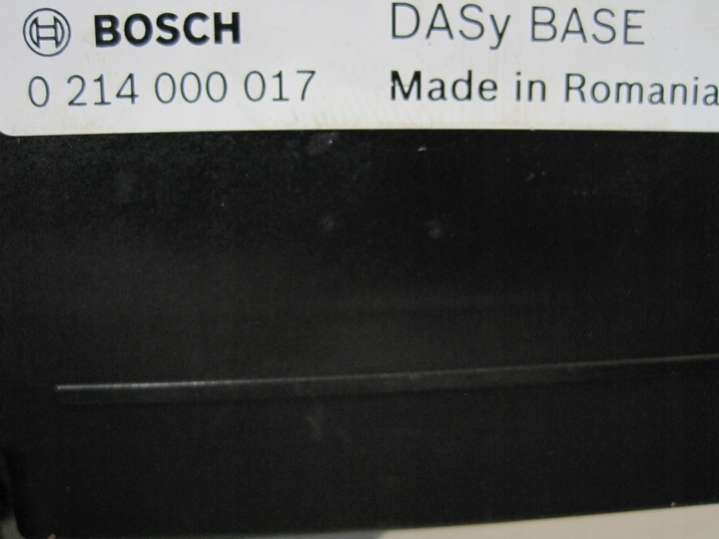 BOSCH DASy BASE
0 214 000 017 Made in Romania